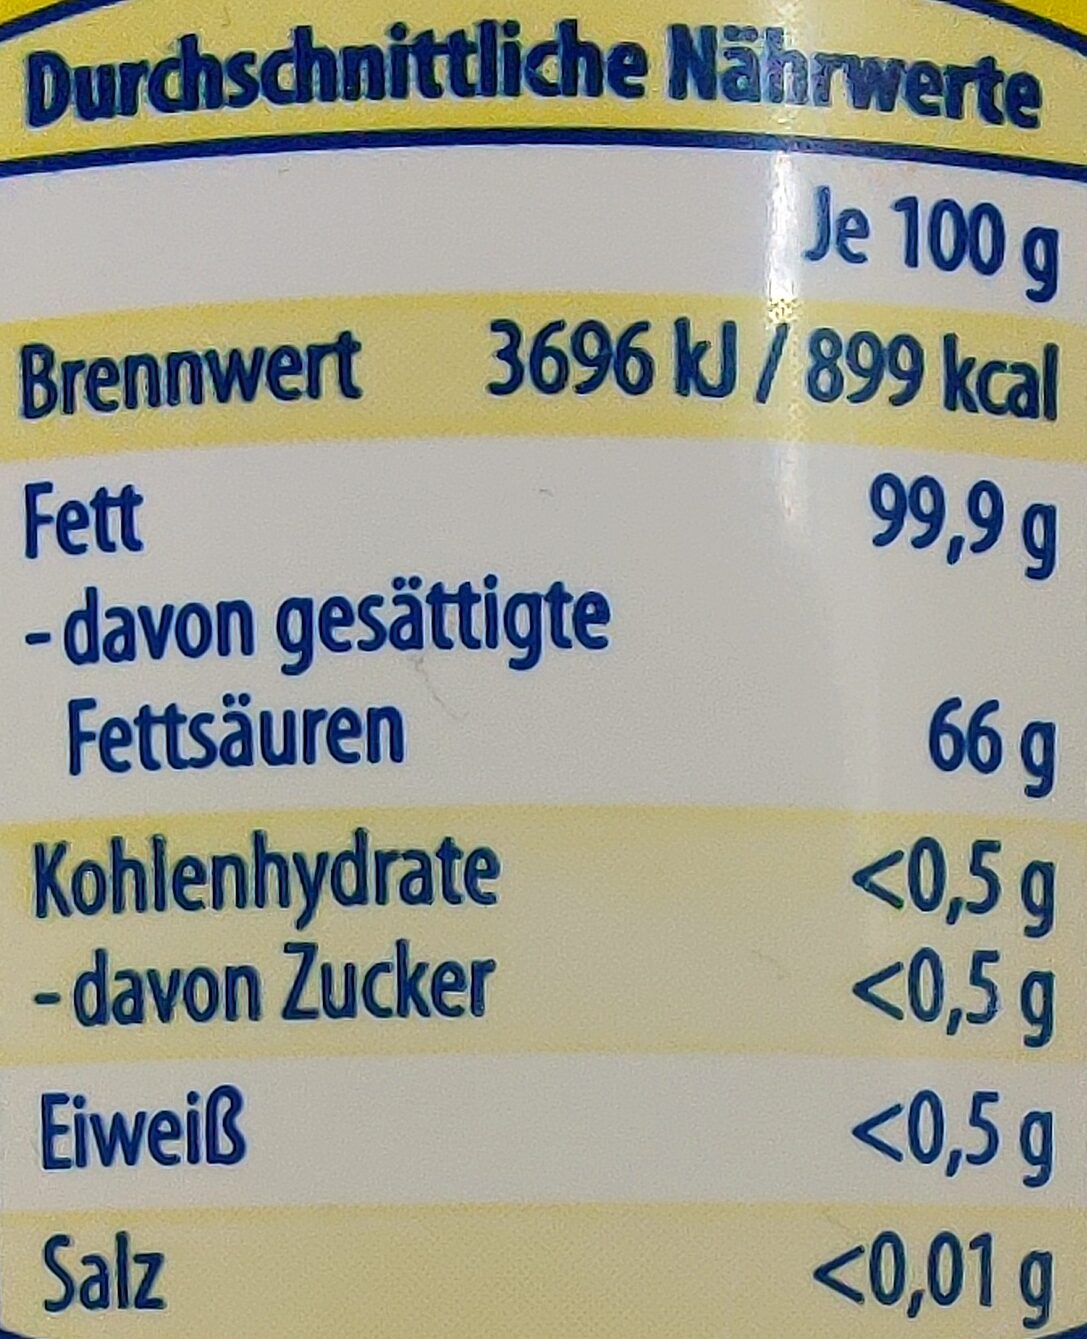 Durchschnittliche Nährwerte
Je 100 g
Brennwert 3696 kJ / 899 kcal
Fett 99,9 g
- davon gesättigte
Fettsäuren 66 g
Kohlenhydrate <0,5 g
- davon Zucker <0,5 g
Eiweiß <0,5 g
Salz <0,01 g